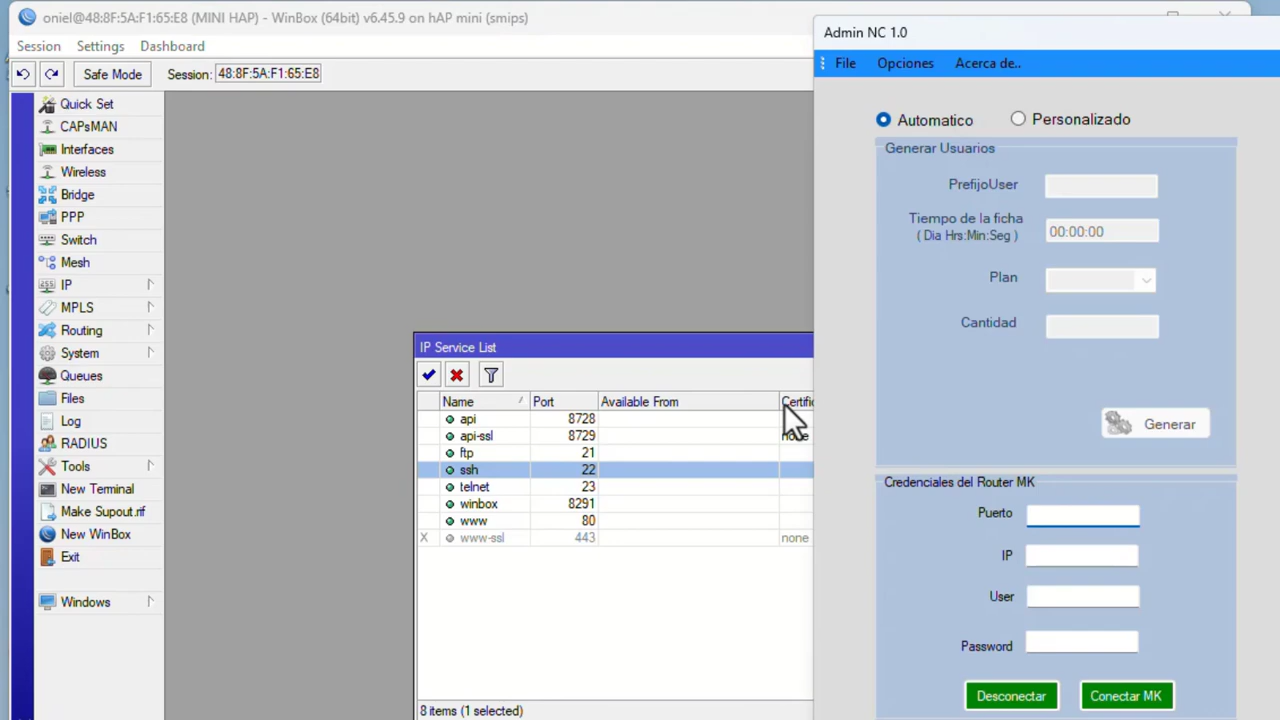 oniel@48:8F:5A:F1:65:E8 (MINI HAP) - WinBox (64bit) v6.45.9 on hAP mini (smips)
Session Settings Dashboard
Safe Mode Session: 48:8F:5A:F1:65:E8
Quick Set
CAPsMAN
Interfaces
Wireless
Bridge
PPP
Switch
Mesh
IP
MPLS
Routing
System
Queues
Files
Log
RADIUS
Tools
New Terminal
Make Supout.rif
New WinBox
Exit
Windows
IP Service List
Name Port Available From
api 8728
api-ssl 8729 none
ftp 21
ssh 22
telnet 23
winbox 8291
www 80
X www-ssl 443 none
8 items (1 selected)
Admin NC 1.0
File Opciones Acerca de..
Automatico Personalizado
Generar Usuarios
PrefijoUser
Tiempo de la ficha
( Dia Hrs:Min:Seg ) 00:00:00
Plan
Cantidad
Generar
Credenciales del Router MK
Puerto
IP
User
Password
Desconectar Conectar MK